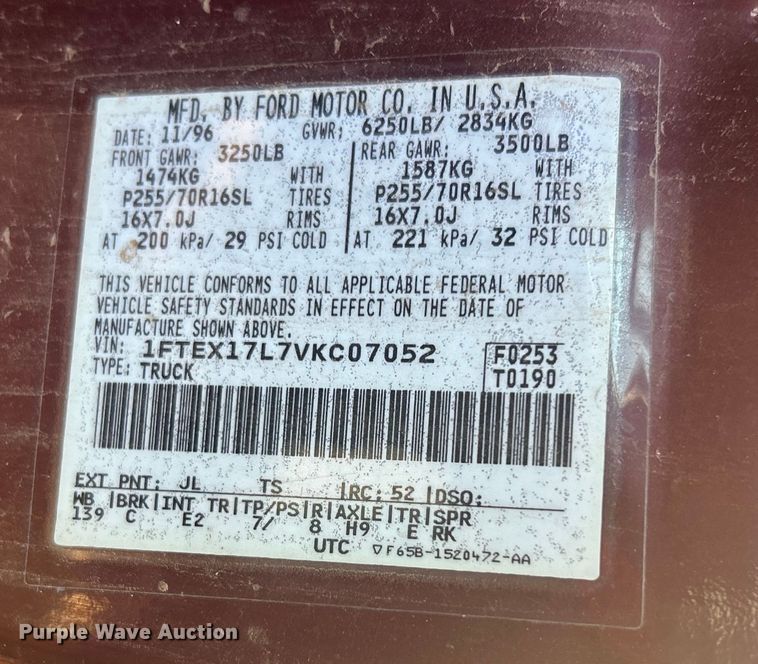 MFD. BY FORD MOTOR CO. IN U.S.A.
DATE: 11/96 GVWR: 6250LB/ 2834KG
FRONT GAWR: 3250LB REAR GAWR: 3500LB
1474KG WITH 1587KG WITH
P255/70R16SL TIRES P255/70R16SL TIRES
16X7.0J RIMS 16X7.0J RIMS
AT 200 kPa/ 29 PSI COLD AT 221 kPa/ 32 PSI COLD
THIS VEHICLE CONFORMS TO ALL APPLICABLE FEDERAL MOTOR
VEHICLE SAFETY STANDARDS IN EFFECT ON THE DATE OF
MANUFACTURE SHOWN ABOVE.
VIN: 1FTEX17L7VKC07052 F0253
TYPE: TRUCK T0190
EXT PNT: JL TS RC: 52 DSO:
WB BRK INT TR TP/PS R AXLE TR SPR
139 C E2 7/ 8 H9 E RK
UTC ▽F65B-1520472-AA
Purple Wave Auction